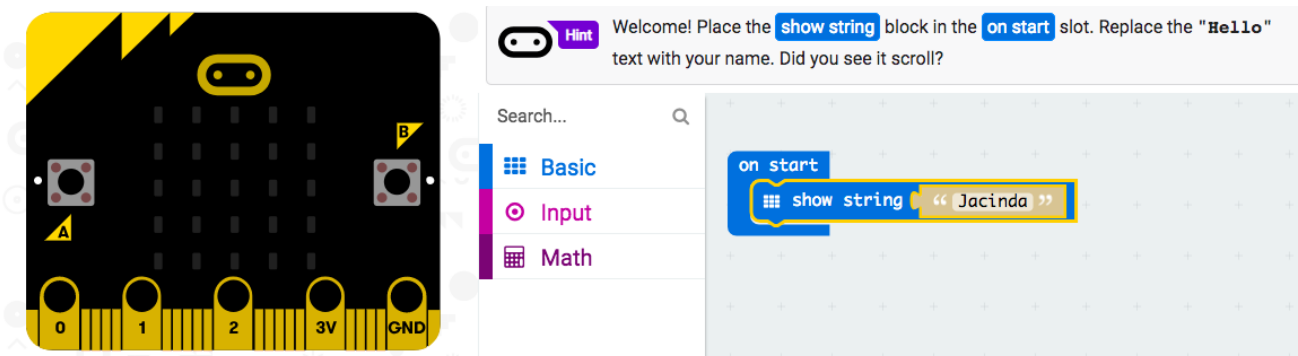 Hint
Welcome! Place the show string block in the on start slot. Replace the "Hello"
text with your name. Did you see it scroll?
Search...
Basic
Input
Math
on start
show string “ Jacinda ”
B
A
0 1 2 3V GND